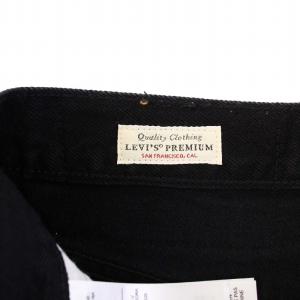 Quality Clothing
LEVI'S® PREMIUM
SAN FRANCISCO, CAL